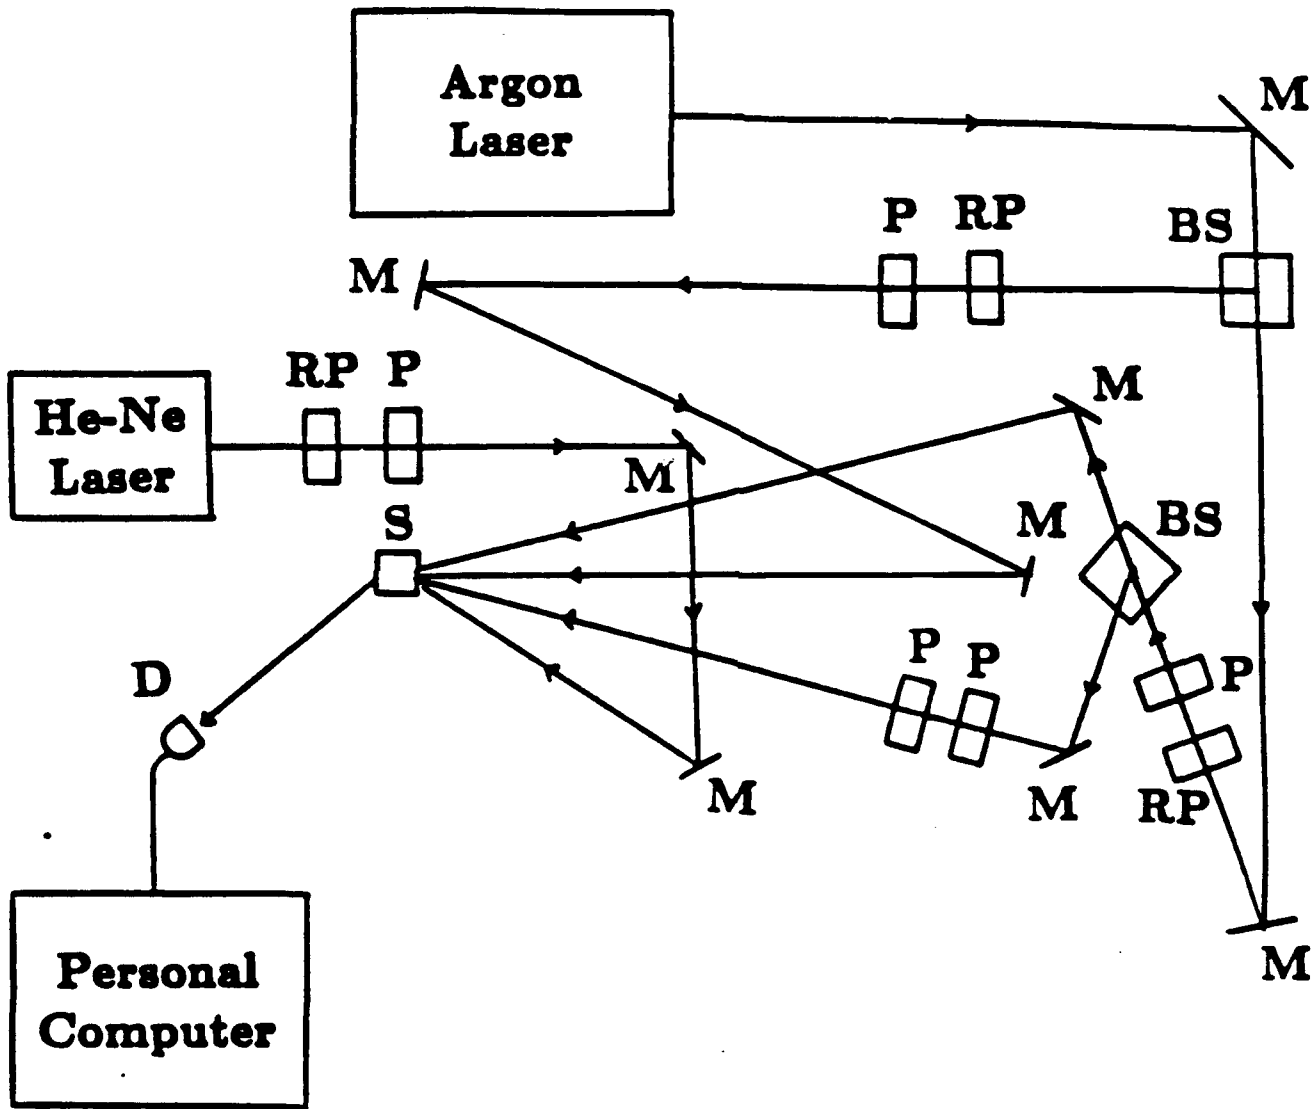 Argon
Laser
M
P RP BS
M
RP P
He-Ne
Laser
M
M
S
M
BS
D
P P
P
M
M
RP
M
Personal
Computer